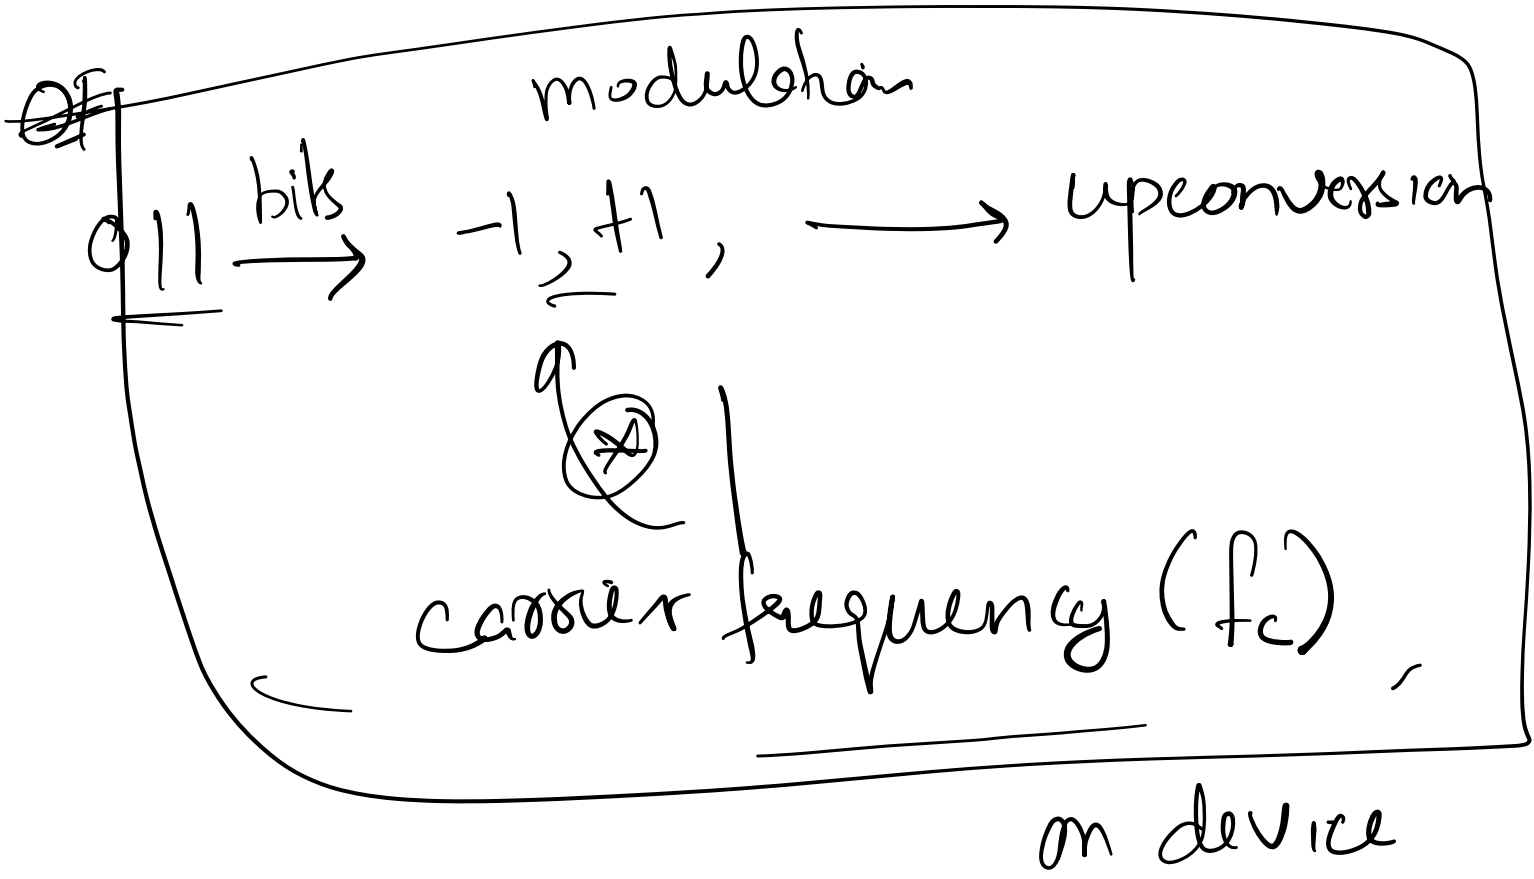 modulation
bits
011 → -1, +1, → upconversion
carrier frequency (fc)
on device